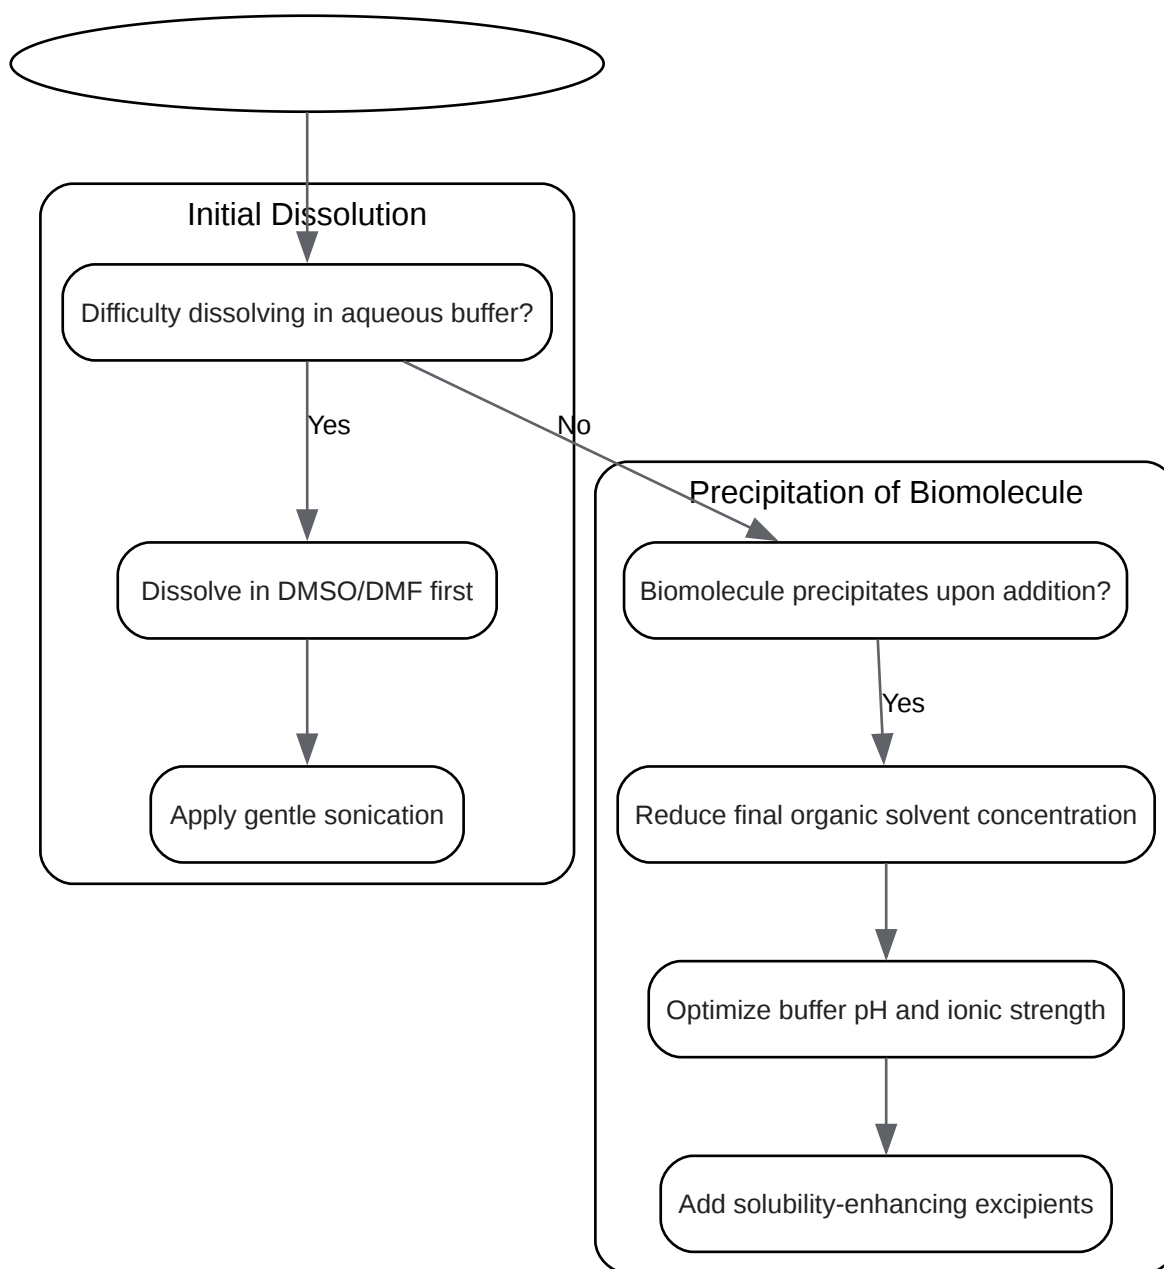 Initial Dissolution
Difficulty dissolving in aqueous buffer?
Yes
No
Dissolve in DMSO/DMF first
Apply gentle sonication
Precipitation of Biomolecule
Biomolecule precipitates upon addition?
Yes
Reduce final organic solvent concentration
Optimize buffer pH and ionic strength
Add solubility-enhancing excipients